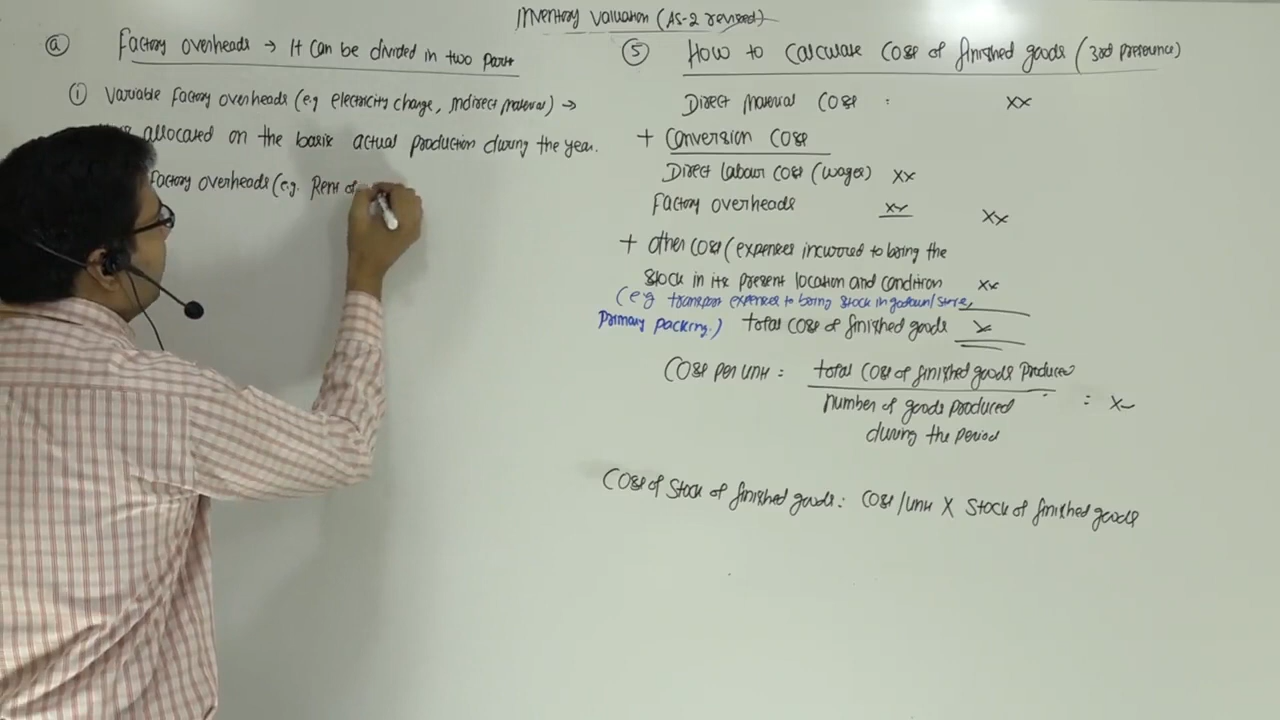 Inventory Valuation (AS-2 revised)
(a) Factory overheads → It can be divided in two part
(i) Variable factory overheads (e.g electricity charge, Indirect material) →
allocated on the basis actual production during the year.
factory overheads (e.g. Rent of
(5) How to calculate cost of finished goods (3rd presence)
Direct material cost : xx
+ Conversion cost
Direct labour cost (wages) xx
Factory overheads xx xx
+ other cost (expenses incurred to bring the
stock in its present location and condition xx
(e.g transport expenses to bring stock in godown/store,
Primary packing.) total cost of finished goods x
Cost per unit = total cost of finished goods produced
number of goods produced
during the period
= x
Cost of stock of finished goods: cost/unit X stock of finished goods